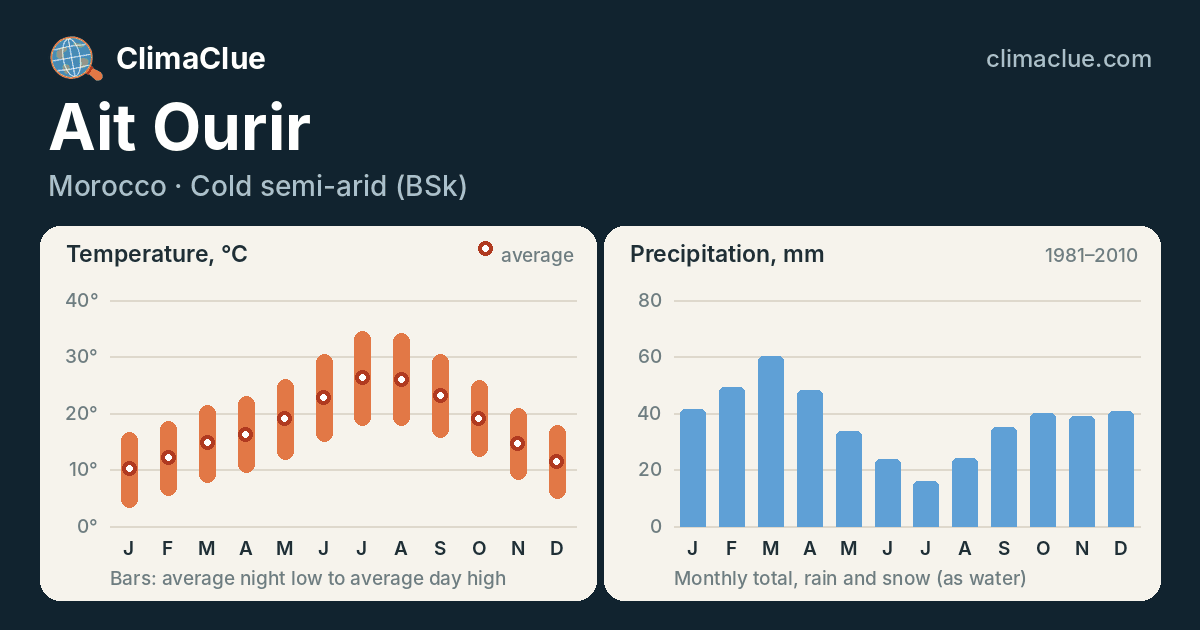 ClimaClue
climaclue.com
Ait Ourir
Morocco · Cold semi-arid (BSk)
Temperature, °C
average
40°
30°
20°
10°
0°
J F M A M J J A S O N D
Bars: average night low to average day high
Precipitation, mm
1981–2010
80
60
40
20
0
J F M A M J J A S O N D
Monthly total, rain and snow (as water)